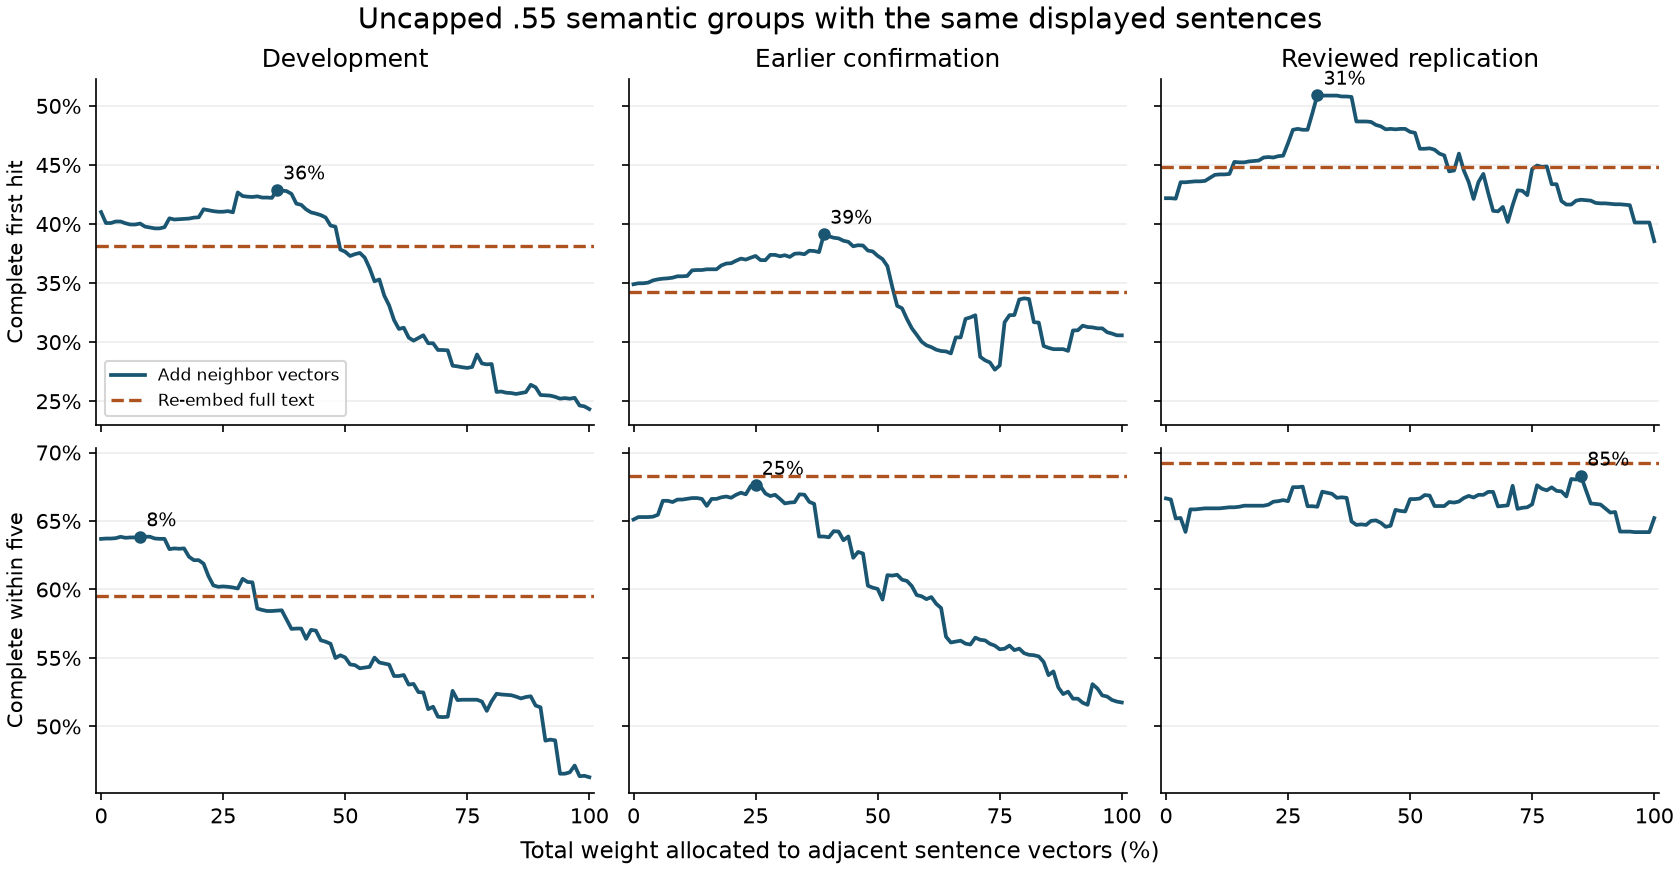 Uncapped .55 semantic groups with the same displayed sentences
Development
Earlier confirmation
Reviewed replication
Complete first hit
50%
45%
40%
35%
30%
25%
36%
39%
31%
Add neighbor vectors
Re-embed full text
Complete within five
70%
65%
60%
55%
50%
8%
25%
85%
0 25 50 75 100
0 25 50 75 100
0 25 50 75 100
Total weight allocated to adjacent sentence vectors (%)